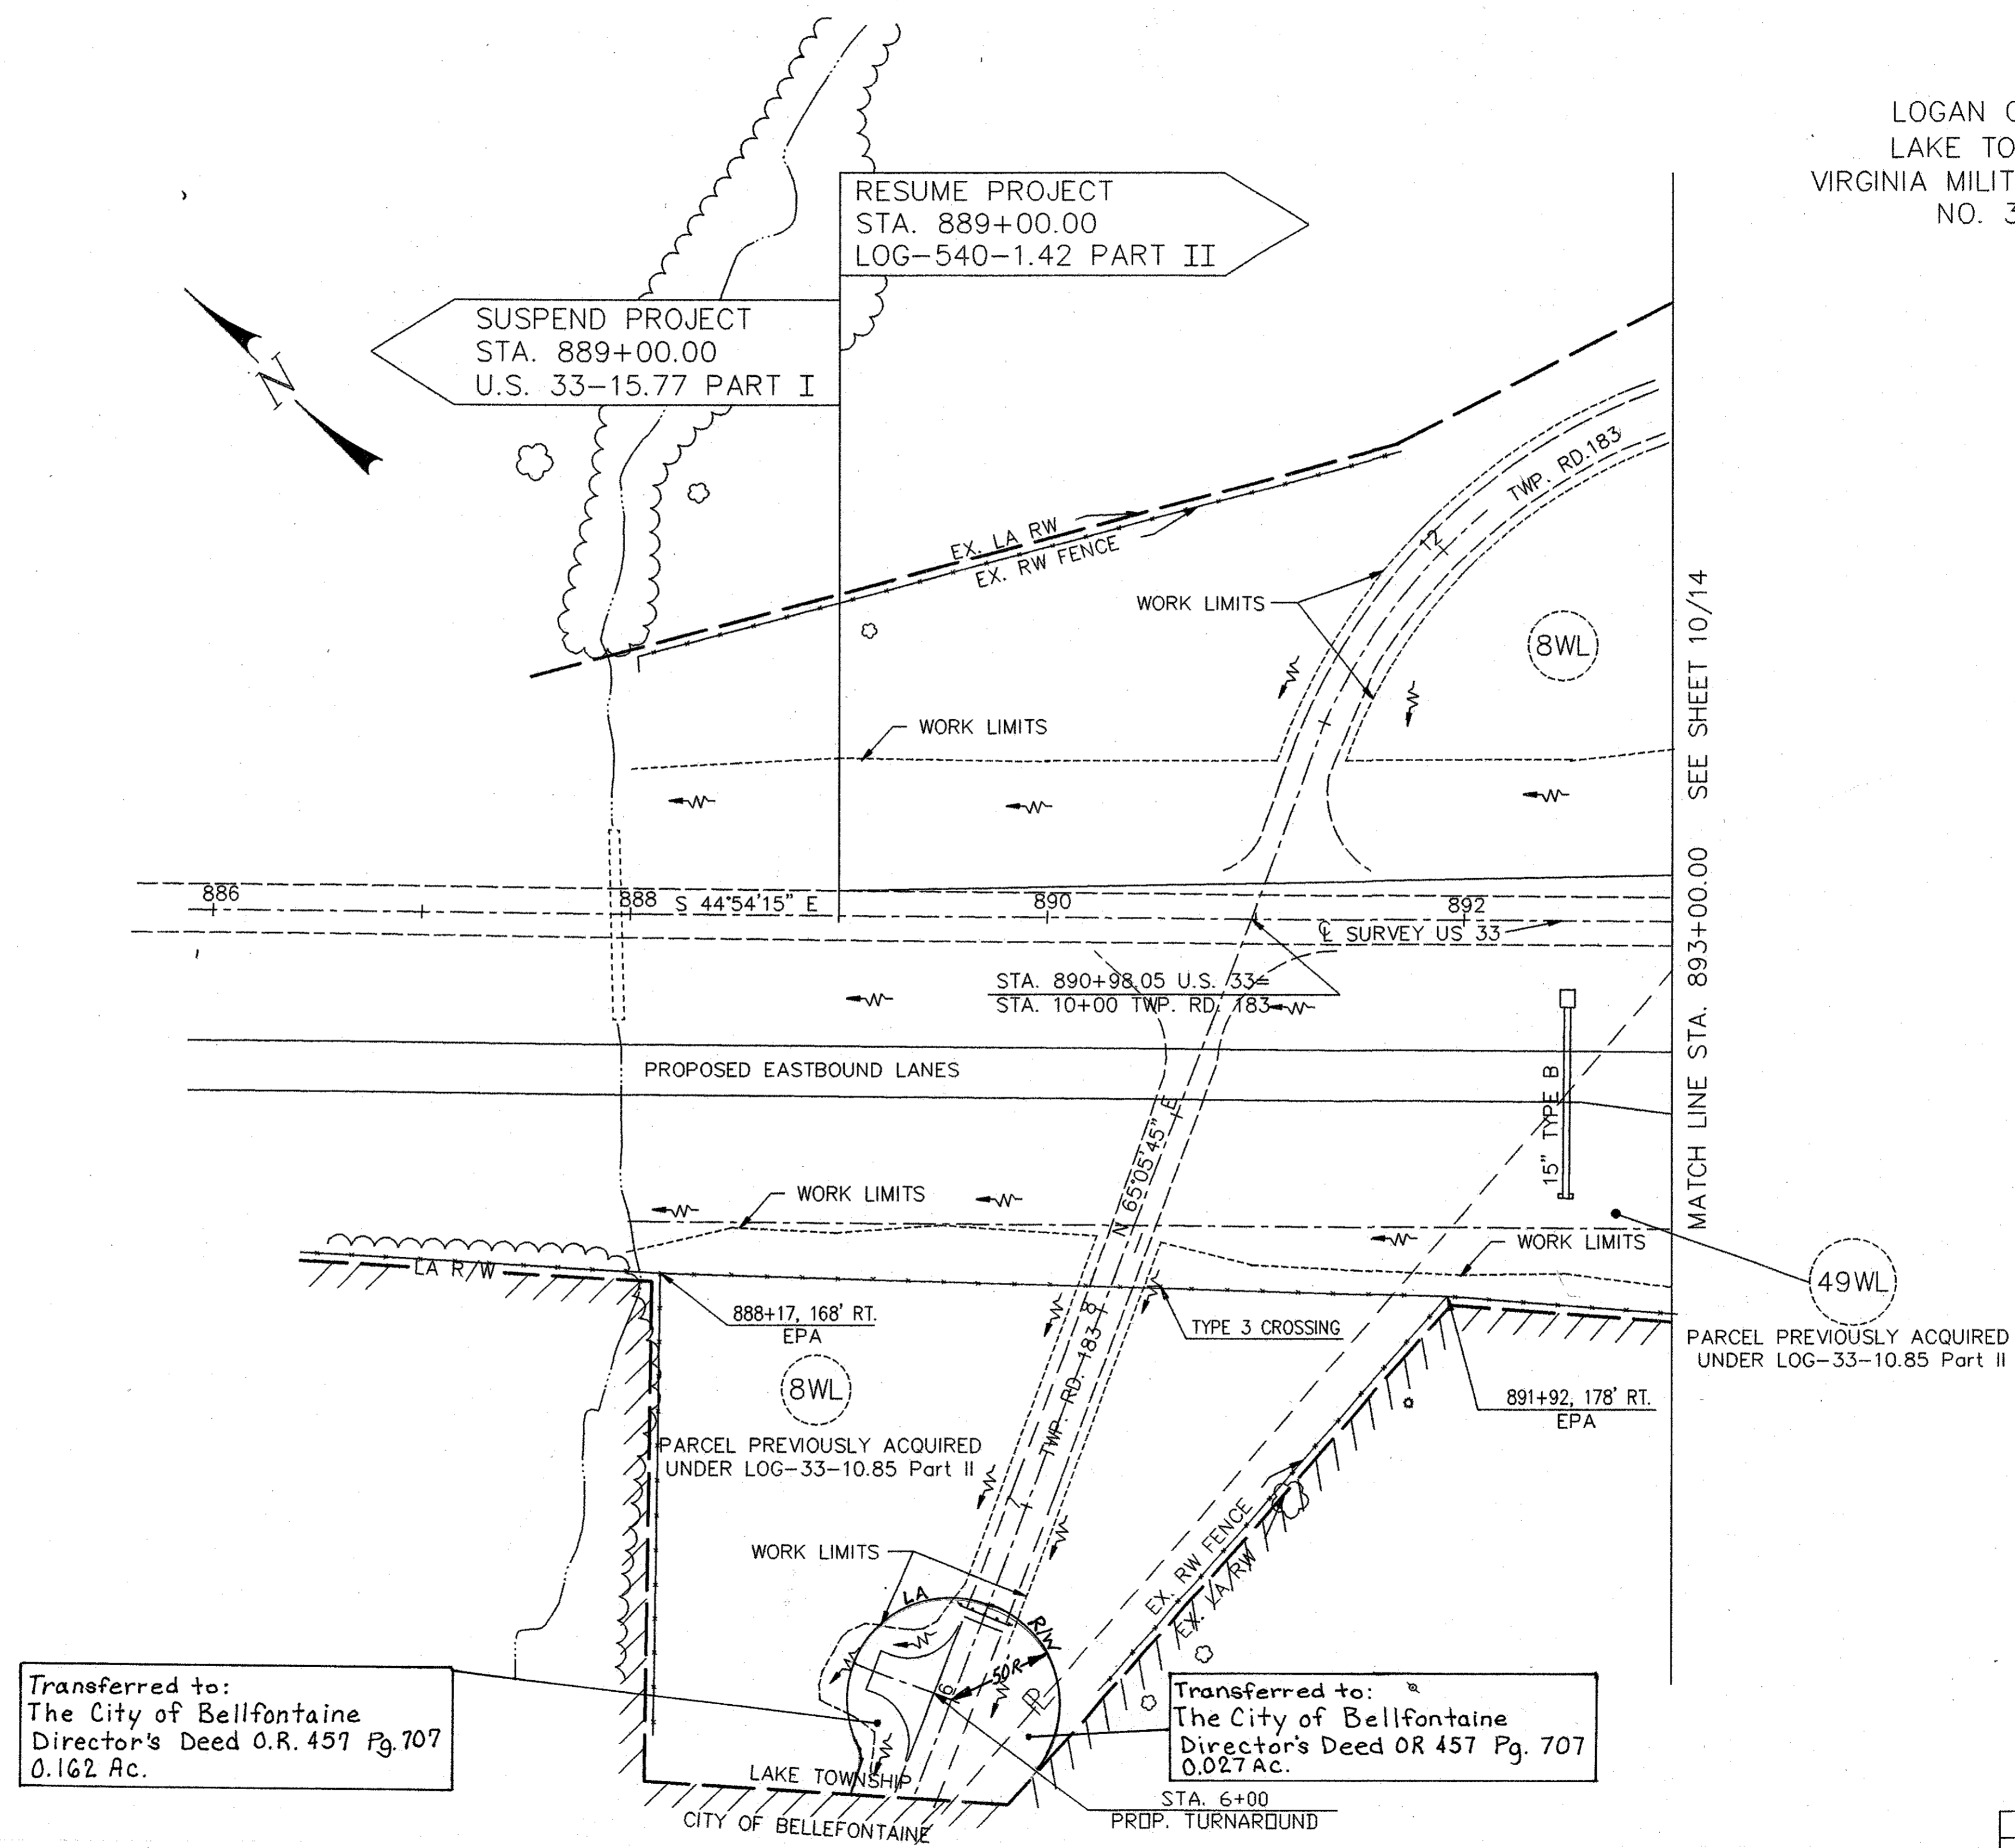 LOGAN
LAKE
VIRGINIA
NO. 3
RESUME PROJECT
STA. 889+00.00
LOG-540-1.42 PART II
SUSPEND PROJECT
STA. 889+00.00
U.S. 33-15.77 PART I
N
TWP. RD.183
12
EX. LA RW
EX. RW FENCE
WORK LIMITS
8WL
WORK LIMITS
SEE SHEET 10/14
MATCH LINE STA. 893+00.00
886
888
S 44°54'15" E
890
892
℄ SURVEY US 33
STA. 890+98.05 U.S. 33=
STA. 10+00 TWP. RD. 183
PROPOSED EASTBOUND LANES
15" TYPE B
N 65°05'45" E
WORK LIMITS
WORK LIMITS
LA R/W
49WL
PARCEL PREVIOUSLY ACQUIRED
UNDER LOG-33-10.85 Part II
888+17, 168' RT.
EPA
TYPE 3 CROSSING
8
TWP. RD. 183
7
891+92, 178' RT.
EPA
8WL
PARCEL PREVIOUSLY ACQUIRED
UNDER LOG-33-10.85 Part II
WORK LIMITS
EX. RW FENCE
EX. LA/RW
LA
R/W
50'R
6
Transferred to:
The City of Bellfontaine
Director's Deed O.R. 457 Pg. 707
0.162 Ac.
Transferred to:
The City of Bellfontaine
Director's Deed OR 457 Pg. 707
0.027 Ac.
LAKE TOWNSHIP
CITY OF BELLEFONTAINE
STA. 6+00
PROP. TURNAROUND